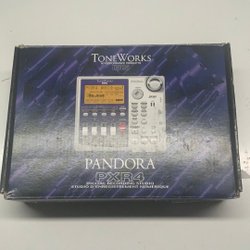 TONEWORKS
PANDORA
PXR4
DIGITAL RECORDING STUDIO
STUDIO D'ENREGISTREMENT NUMERIQUE